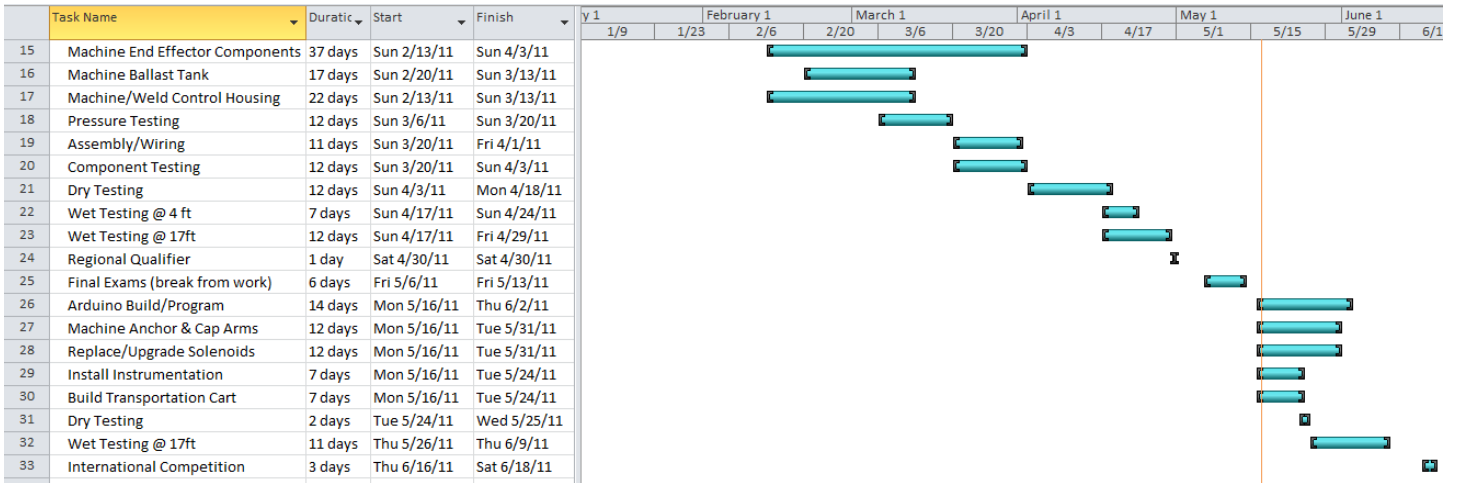 Task Name Duratic Start Finish y 1 February 1 March 1 April 1 May 1 June 1
1/9 1/23 2/6 2/20 3/6 3/20 4/3 4/17 5/1 5/15 5/29 6/1
15 Machine End Effector Components 37 days Sun 2/13/11 Sun 4/3/11
16 Machine Ballast Tank 17 days Sun 2/20/11 Sun 3/13/11
17 Machine/Weld Control Housing 22 days Sun 2/13/11 Sun 3/13/11
18 Pressure Testing 12 days Sun 3/6/11 Sun 3/20/11
19 Assembly/Wiring 11 days Sun 3/20/11 Fri 4/1/11
20 Component Testing 12 days Sun 3/20/11 Sun 4/3/11
21 Dry Testing 12 days Sun 4/3/11 Mon 4/18/11
22 Wet Testing @ 4 ft 7 days Sun 4/17/11 Sun 4/24/11
23 Wet Testing @ 17ft 12 days Sun 4/17/11 Fri 4/29/11
24 Regional Qualifier 1 day Sat 4/30/11 Sat 4/30/11
25 Final Exams (break from work) 6 days Fri 5/6/11 Fri 5/13/11
26 Arduino Build/Program 14 days Mon 5/16/11 Thu 6/2/11
27 Machine Anchor & Cap Arms 12 days Mon 5/16/11 Tue 5/31/11
28 Replace/Upgrade Solenoids 12 days Mon 5/16/11 Tue 5/31/11
29 Install Instrumentation 7 days Mon 5/16/11 Tue 5/24/11
30 Build Transportation Cart 7 days Mon 5/16/11 Tue 5/24/11
31 Dry Testing 2 days Tue 5/24/11 Wed 5/25/11
32 Wet Testing @ 17ft 11 days Thu 5/26/11 Thu 6/9/11
33 International Competition 3 days Thu 6/16/11 Sat 6/18/11